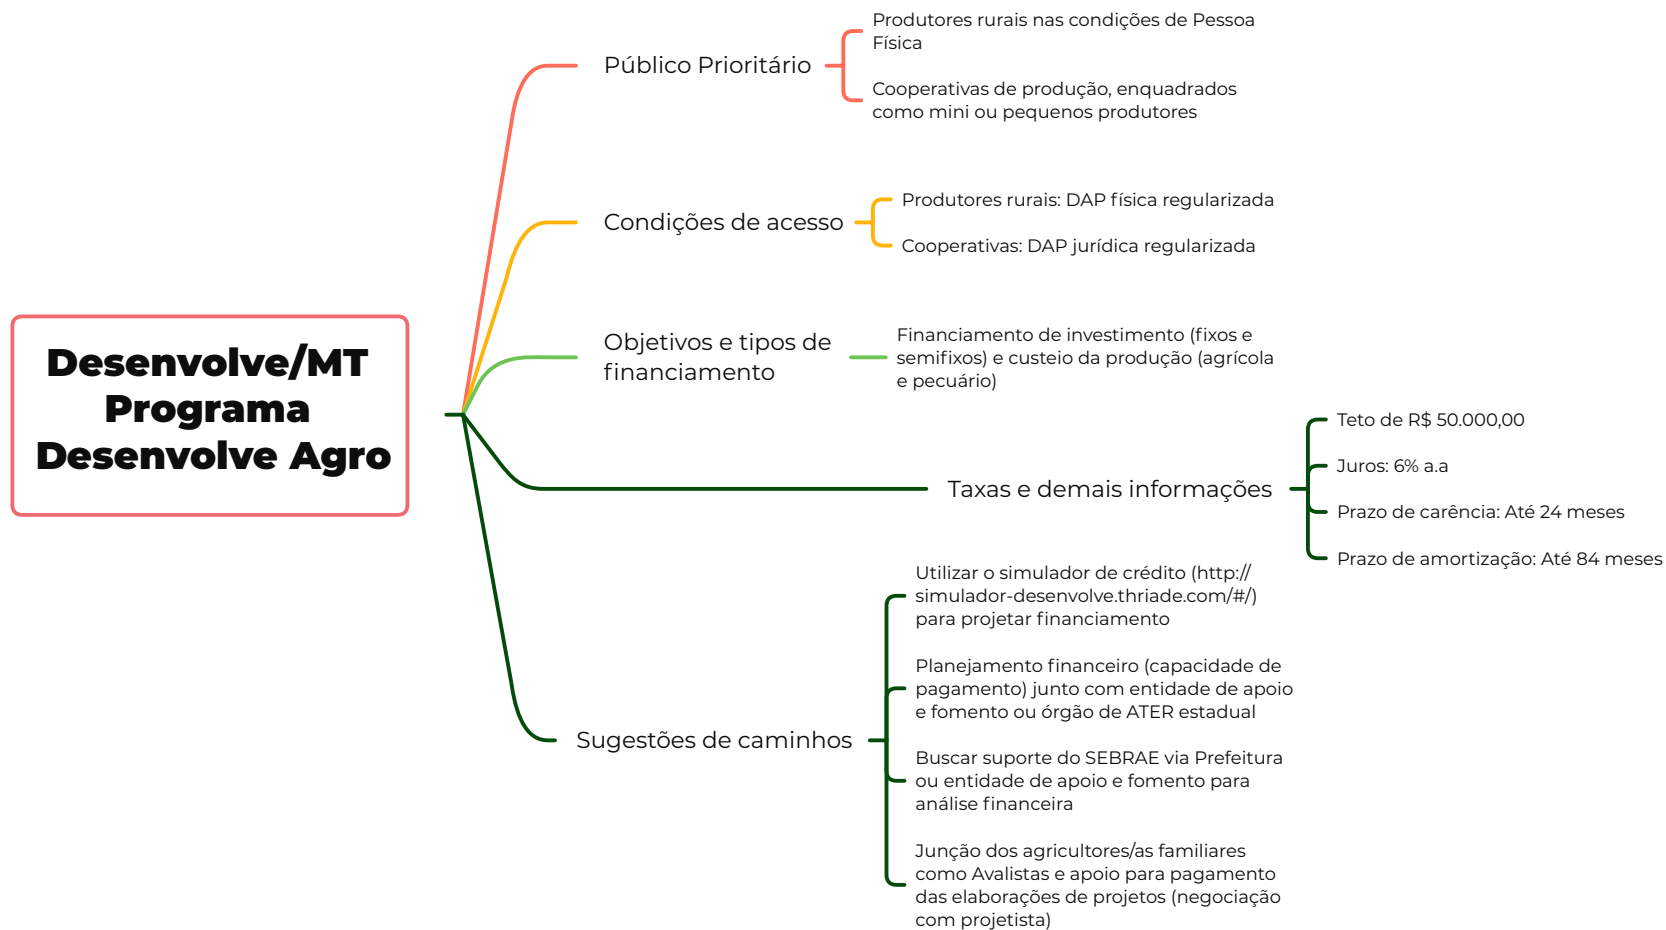 Desenvolve/MT
Programa
Desenvolve Agro
Público Prioritário
Produtores rurais nas condições de Pessoa
Física
Cooperativas de produção, enquadrados
como mini ou pequenos produtores
Condições de acesso
Produtores rurais: DAP física regularizada
Cooperativas: DAP jurídica regularizada
Objetivos e tipos de
financiamento
Financiamento de investimento (fixos e
semifixos) e custeio da produção (agrícola
e pecuário)
Taxas e demais informações
Teto de R$ 50.000,00
Juros: 6% a.a
Prazo de carência: Até 24 meses
Prazo de amortização: Até 84 meses
Sugestões de caminhos
Utilizar o simulador de crédito (http://
simulador-desenvolve.thriade.com/#/)
para projetar financiamento
Planejamento financeiro (capacidade de
pagamento) junto com entidade de apoio
e fomento ou órgão de ATER estadual
Buscar suporte do SEBRAE via Prefeitura
ou entidade de apoio e fomento para
análise financeira
Junção dos agricultores/as familiares
como Avalistas e apoio para pagamento
das elaborações de projetos (negociação
com projetista)